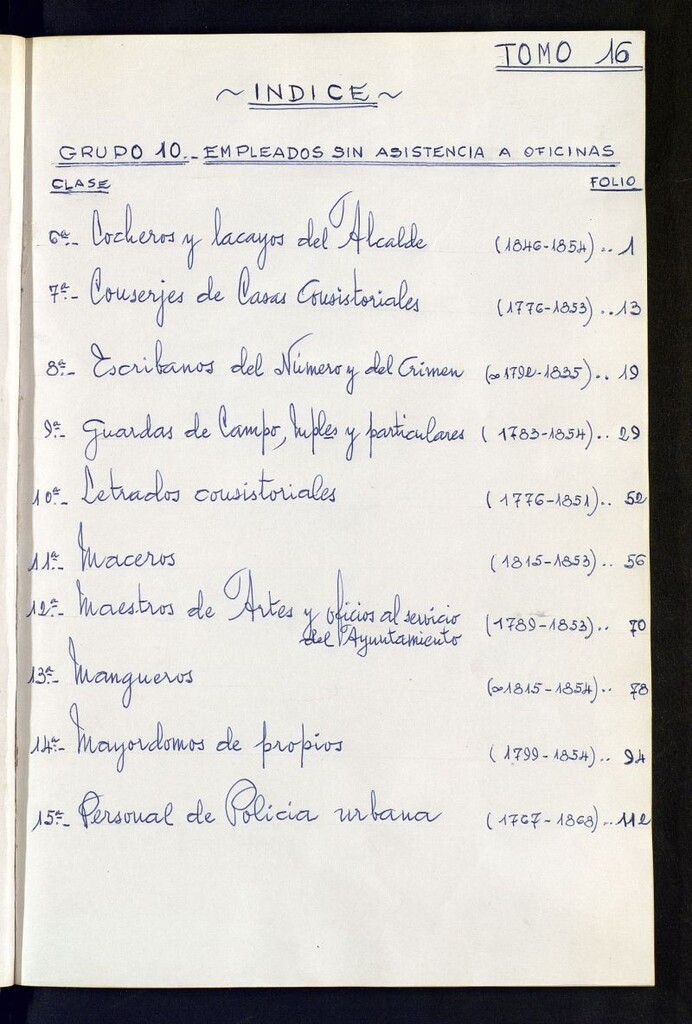 TOMO 16
~ INDICE ~
GRUPO 10.- EMPLEADOS SIN ASISTENCIA A OFICINAS
CLASE FOLIO
6ª.- Cocheros y lacayos del Alcalde (1846-1854) .. 1
7ª.- Conserjes de Casas Consistoriales (1776-1853) .. 13
8ª.- Escribanos del Número y del Crimen (∞1792-1835) .. 19
9ª.- Guardas de Campo, y particulares (1783-1854) .. 29
10ª.- Letrados consistoriales (1776-1851) .. 52
11ª.- Maceros (1815-1853) .. 56
12ª.- Maestros de Artes y oficios al servicio
del Ayuntamiento (1789-1853) .. 70
13ª.- Mangueros (∞1815-1854) .. 78
14ª.- Mayordomos de propios (1799-1854) .. 94
15ª.- Personal de Policia urbana (1767-1868) .. 112